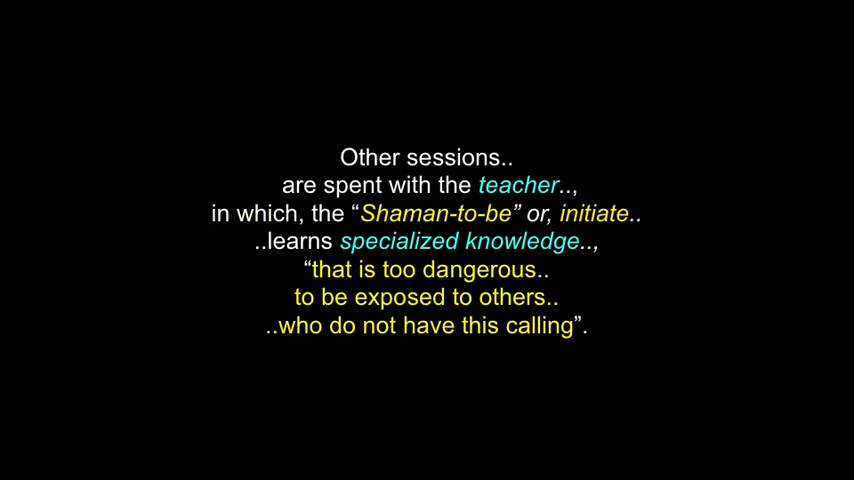 Other sessions..
are spent with the teacher..,
in which, the “Shaman-to-be” or, initiate..
..learns specialized knowledge..,
“that is too dangerous..
to be exposed to others..
..who do not have this calling”.